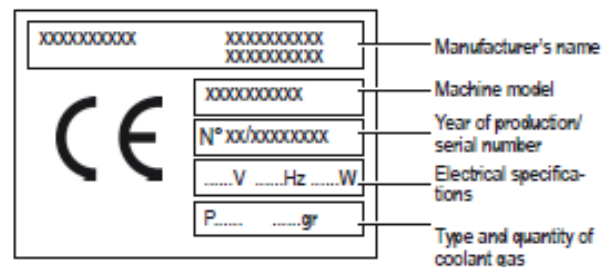 XXXXXXXXXX XXXXXXXXXX Manufacturer's name
XXXXXXXXXX
XXXXXXXXXX Machine model
CE
N° xx/xxxxxxxx Year of production/
serial number
.......V .......Hz .......W Electrical specifica-
tions
P....... .......gr Type and quantity of
coolant gas